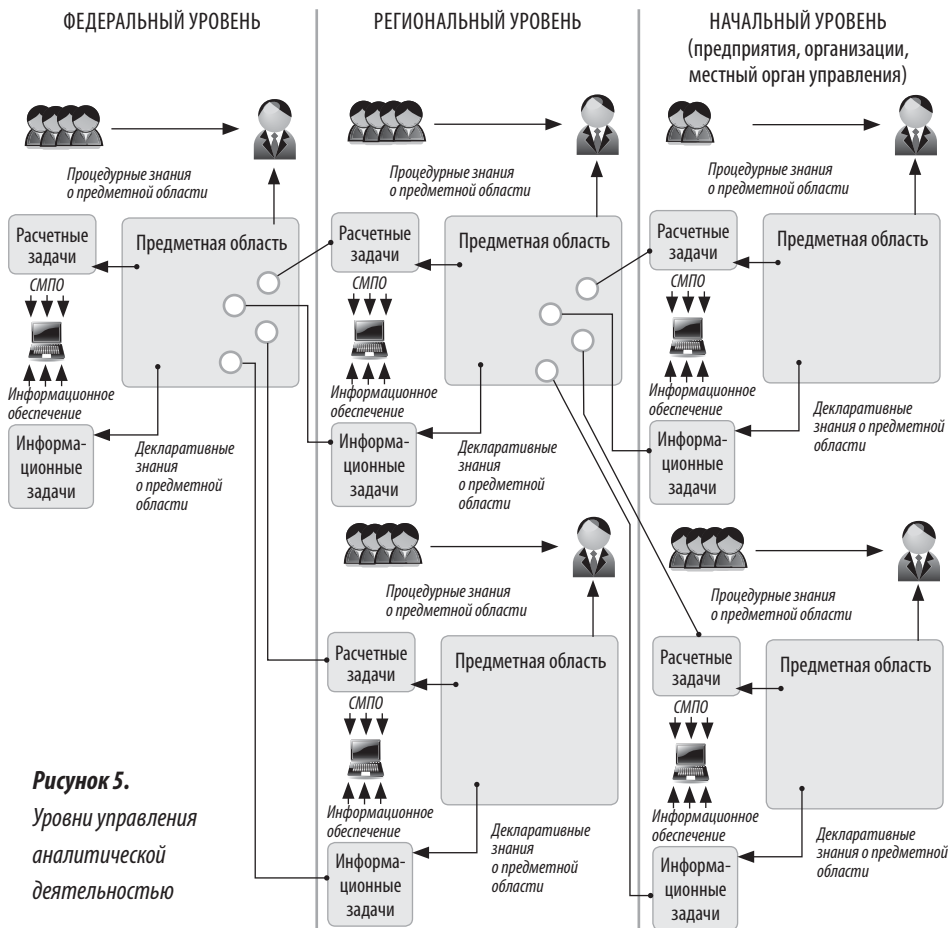 ФЕДЕРАЛЬНЫЙ УРОВЕНЬ
Процедурные знания
о предметной области
Расчетные
задачи
Предметная область
СМПО
Информационное
обеспечение
Информа-
ционные
задачи
Декларативные
знания
о предметной
области
РЕГИОНАЛЬНЫЙ УРОВЕНЬ
Процедурные знания
о предметной области
Расчетные
задачи
Предметная область
СМПО
Информационное
обеспечение
Информа-
ционные
задачи
Декларативные
знания
о предметной
области
Процедурные знания
о предметной области
Расчетные
задачи
Предметная область
СМПО
Информационное
обеспечение
Информа-
ционные
задачи
Декларативные
знания
о предметной
области
НАЧАЛЬНЫЙ УРОВЕНЬ
(предприятия, организации,
местный орган управления)
Процедурные знания
о предметной области
Расчетные
задачи
Предметная область
СМПО
Информационное
обеспечение
Информа-
ционные
задачи
Декларативные
знания о предметной
области
Процедурные знания
о предметной области
Расчетные
задачи
Предметная область
СМПО
Информационное
обеспечение
Информа-
ционные
задачи
Декларативные
знания о предметной
области
Рисунок 5.
Уровни управления
аналитической
деятельностью